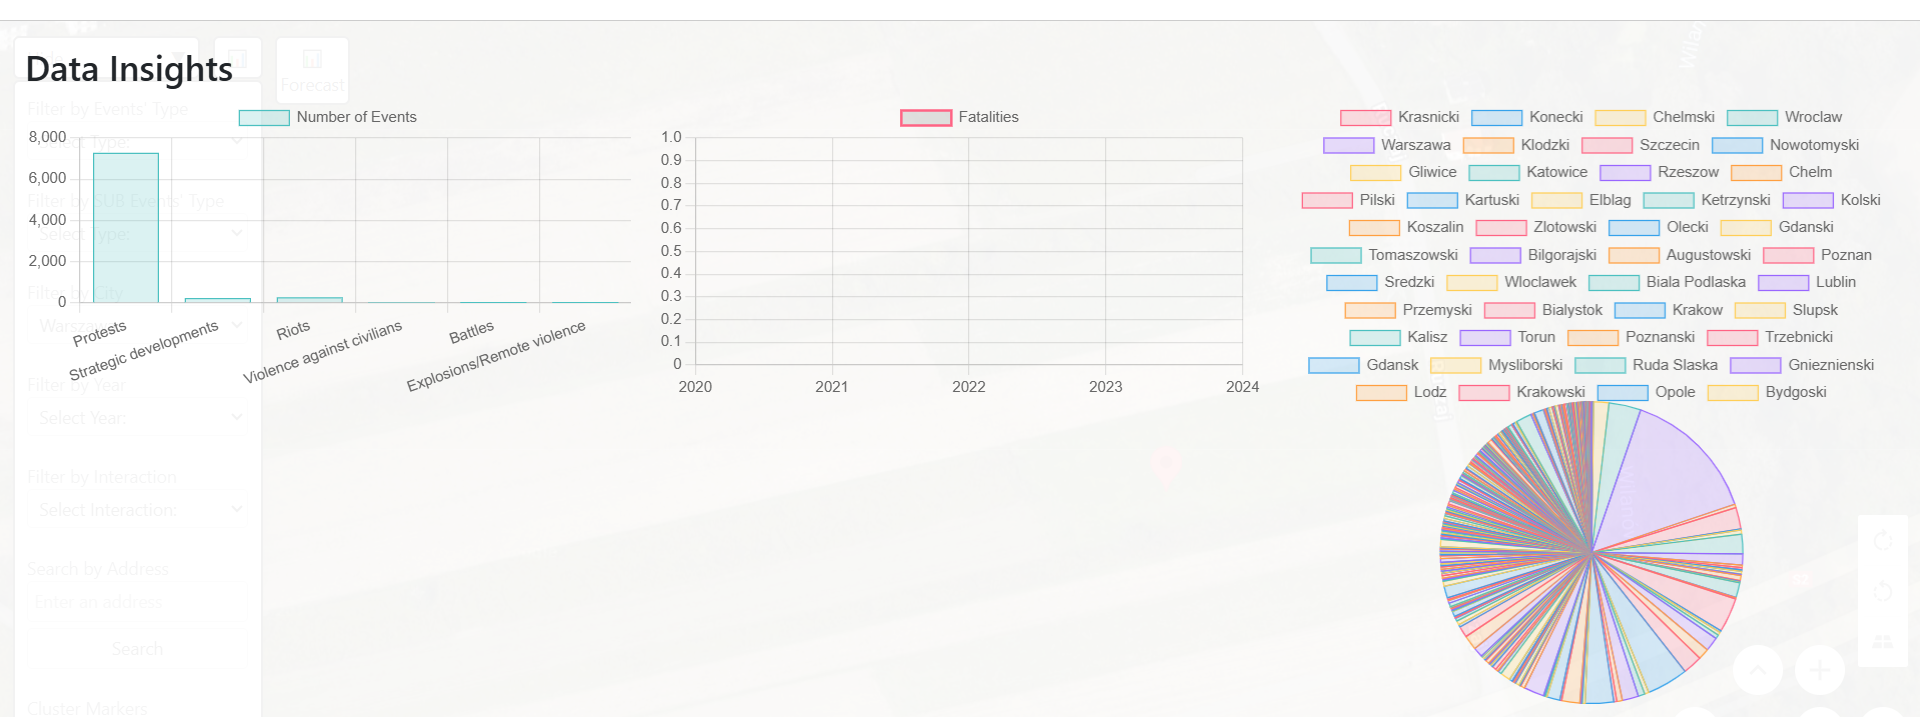 Data Insights
Forecast
Filter by Events' Type
Number of Events
8,000
6,000
4,000
2,000
0
Protests
Strategic developments
Riots
Violence against civilians
Battles
Explosions/Remote violence
Select Type:
Filter by SUB Events' Type
Select Type:
Filter by City
Warszawa
Filter by Year
Select Year:
Filter by Interaction
Select Interaction:
Search by Address
Enter an address
Search
Cluster Markers
Fatalities
1.0
0.9
0.8
0.7
0.6
0.5
0.4
0.3
0.2
0.1
0
2020 2021 2022 2023 2024
Krasnicki Konecki Chelmski Wroclaw
Warszawa Klodzki Szczecin Nowotomyski
Gliwice Katowice Rzeszow Chelm
Pilski Kartuski Elblag Ketrzynski Kolski
Koszalin Zlotowski Olecki Gdanski
Tomaszowski Bilgorajski Augustowski Poznan
Sredzki Wloclawek Biala Podlaska Lublin
Przemyski Bialystok Krakow Slupsk
Kalisz Torun Poznanski Trzebnicki
Gdansk Mysliborski Ruda Slaska Gnieznienski
Lodz Krakowski Opole Bydgoski